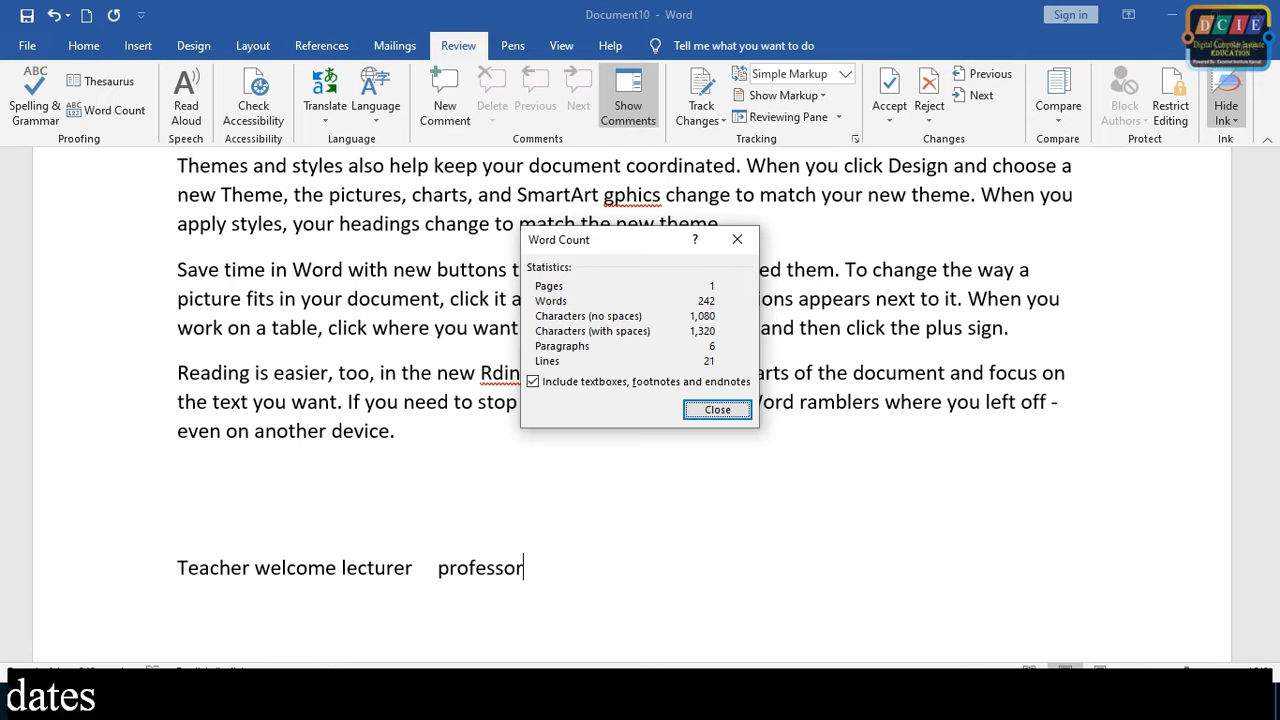 Document10 - Word
Sign in
DCIE
Digital Computer Institute
EDUCATION
File Home Insert Design Layout References Mailings Review Pens View Help Tell me what you want to do
ABC
Spelling & Grammar
Thesaurus
ABC
123
Word Count
Proofing
Read Aloud
Speech
Check Accessibility
Accessibility
Translate
Language
Language
New Comment
Delete
Previous
Next
Show Comments
Comments
Track Changes
Simple Markup
Show Markup
Reviewing Pane
Tracking
Accept
Reject
Previous
Next
Changes
Compare
Compare
Block Authors
Restrict Editing
Protect
Hide Ink
Ink
Themes and styles also help keep your document coordinated. When you click Design and choose a
new Theme, the pictures, charts, and SmartArt gphics change to match your new theme. When you
apply styles, your headings change to match the new theme.
Save time in Word with new buttons t ed them. To change the way a
picture fits in your document, click it a ions appears next to it. When you
work on a table, click where you want and then click the plus sign.
Reading is easier, too, in the new Rdin arts of the document and focus on
the text you want. If you need to stop Word ramblers where you left off -
even on another device.
Word Count
?
Statistics:
Pages 1
Words 242
Characters (no spaces) 1,080
Characters (with spaces) 1,320
Paragraphs 6
Lines 21
Include textboxes, footnotes and endnotes
Close
Teacher welcome lecturer professor
dates